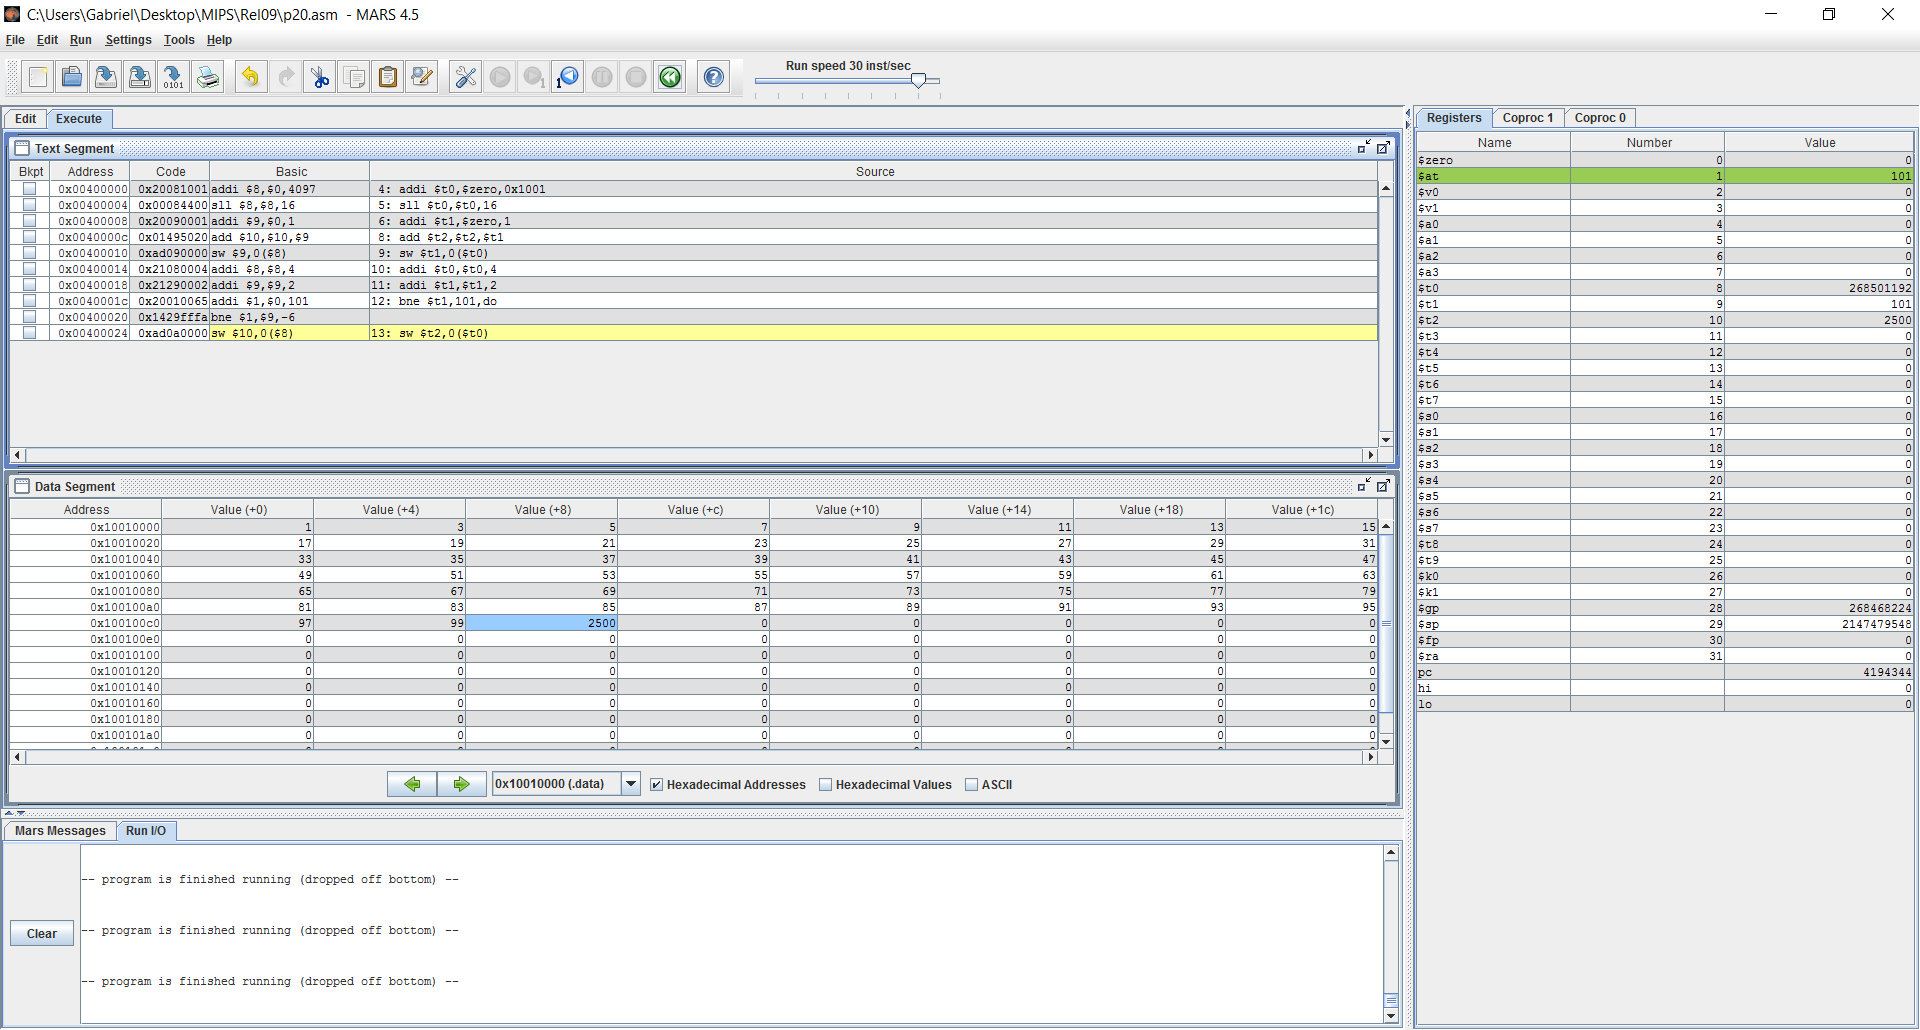 C:\Users\Gabriel\Desktop\MIPS\Rel09\p20.asm - MARS 4.5
File Edit Run Settings Tools Help
Run speed 30 inst/sec
Edit Execute
Text Segment
Bkpt Address Code Basic Source
0x00400000 0x20081001 addi $8,$0,4097 4: addi $t0,$zero,0x1001
0x00400004 0x00084400 sll $8,$8,16 5: sll $t0,$t0,16
0x00400008 0x20090001 addi $9,$0,1 6: addi $t1,$zero,1
0x0040000c 0x01495020 add $10,$10,$9 8: add $t2,$t2,$t1
0x00400010 0xad090000 sw $9,0($8) 9: sw $t1,0($t0)
0x00400014 0x21080004 addi $8,$8,4 10: addi $t0,$t0,4
0x00400018 0x21290002 addi $9,$9,2 11: addi $t1,$t1,2
0x0040001c 0x20010065 addi $1,$0,101 12: bne $t1,101,do
0x00400020 0x1429fffa bne $1,$9,-6
0x00400024 0xad0a0000 sw $10,0($8) 13: sw $t2,0($t0)
Data Segment
Address Value (+0) Value (+4) Value (+8) Value (+c) Value (+10) Value (+14) Value (+18) Value (+1c)
0x10010000 1 3 5 7 9 11 13 15
0x10010020 17 19 21 23 25 27 29 31
0x10010040 33 35 37 39 41 43 45 47
0x10010060 49 51 53 55 57 59 61 63
0x10010080 65 67 69 71 73 75 77 79
0x100100a0 81 83 85 87 89 91 93 95
0x100100c0 97 99 2500 0 0 0 0 0
0x100100e0 0 0 0 0 0 0 0 0
0x10010100 0 0 0 0 0 0 0 0
0x10010120 0 0 0 0 0 0 0 0
0x10010140 0 0 0 0 0 0 0 0
0x10010160 0 0 0 0 0 0 0 0
0x10010180 0 0 0 0 0 0 0 0
0x100101a0 0 0 0 0 0 0 0 0
0x10010000 (.data) Hexadecimal Addresses Hexadecimal Values ASCII
Mars Messages Run I/O
Clear
-- program is finished running (dropped off bottom) --
-- program is finished running (dropped off bottom) --
-- program is finished running (dropped off bottom) --
Registers Coproc 1 Coproc 0
Name Number Value
$zero 0 0
$at 1 101
$v0 2 0
$v1 3 0
$a0 4 0
$a1 5 0
$a2 6 0
$a3 7 0
$t0 8 268501192
$t1 9 101
$t2 10 2500
$t3 11 0
$t4 12 0
$t5 13 0
$t6 14 0
$t7 15 0
$s0 16 0
$s1 17 0
$s2 18 0
$s3 19 0
$s4 20 0
$s5 21 0
$s6 22 0
$s7 23 0
$t8 24 0
$t9 25 0
$k0 26 0
$k1 27 0
$gp 28 268468224
$sp 29 2147479548
$fp 30 0
$ra 31 0
pc 4194344
hi 0
lo 0